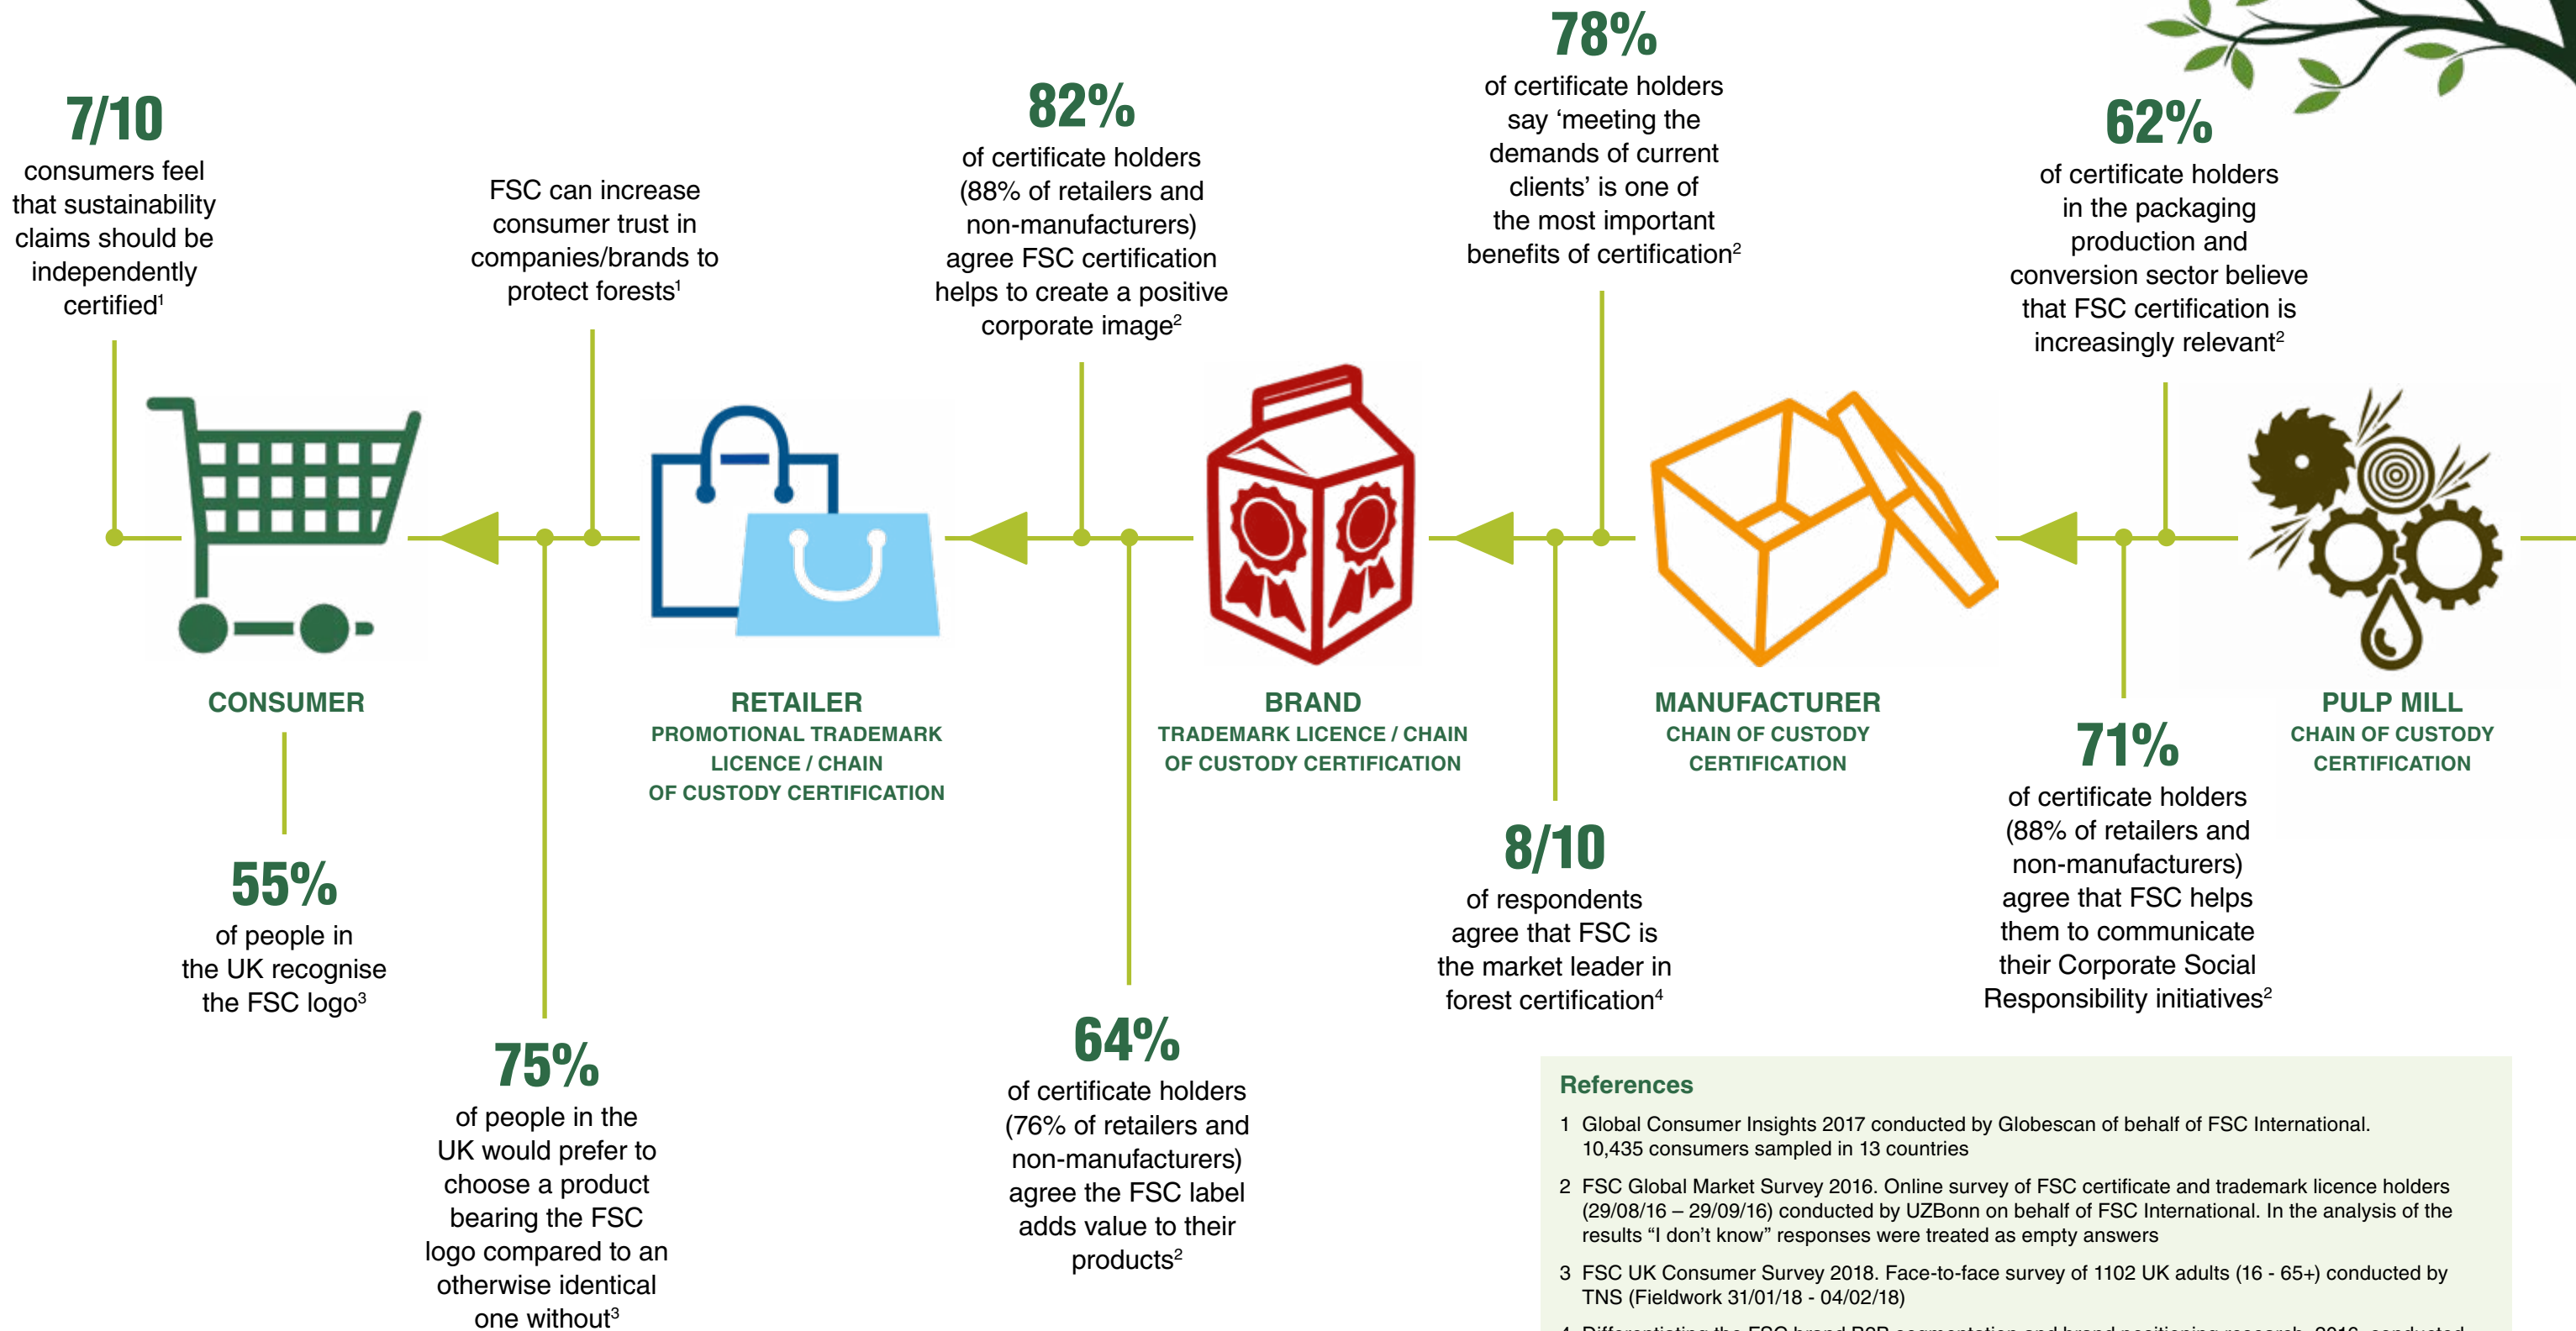 7/10
consumers feel
that sustainability
claims should be
independently
certified1
FSC can increase
consumer trust in
companies/brands to
protect forests1
82%
of certificate holders
(88% of retailers and
non-manufacturers)
agree FSC certification
helps to create a positive
corporate image2
78%
of certificate holders
say ‘meeting the
demands of current
clients’ is one of
the most important
benefits of certification2
62%
of certificate holders
in the packaging
production and
conversion sector believe
that FSC certification is
increasingly relevant2
CONSUMER
RETAILER
PROMOTIONAL TRADEMARK
LICENCE / CHAIN
OF CUSTODY CERTIFICATION
BRAND
TRADEMARK LICENCE / CHAIN
OF CUSTODY CERTIFICATION
MANUFACTURER
CHAIN OF CUSTODY
CERTIFICATION
PULP MILL
CHAIN OF CUSTODY
CERTIFICATION
55%
of people in
the UK recognise
the FSC logo3
75%
of people in the
UK would prefer to
choose a product
bearing the FSC
logo compared to an
otherwise identical
one without3
64%
of certificate holders
(76% of retailers and
non-manufacturers)
agree the FSC label
adds value to their
products2
8/10
of respondents
agree that FSC is
the market leader in
forest certification4
71%
of certificate holders
(88% of retailers and
non-manufacturers)
agree that FSC helps
them to communicate
their Corporate Social
Responsibility initiatives2
References
1 Global Consumer Insights 2017 conducted by Globescan of behalf of FSC International.
10,435 consumers sampled in 13 countries
2 FSC Global Market Survey 2016. Online survey of FSC certificate and trademark licence holders
(29/08/16 – 29/09/16) conducted by UZBonn on behalf of FSC International. In the analysis of the
results “I don’t know” responses were treated as empty answers
3 FSC UK Consumer Survey 2018. Face-to-face survey of 1102 UK adults (16 - 65+) conducted by
TNS (Fieldwork 31/01/18 - 04/02/18)
4 Differentiating the FSC brand B2B segmentation and brand positioning research, 2016, conducted